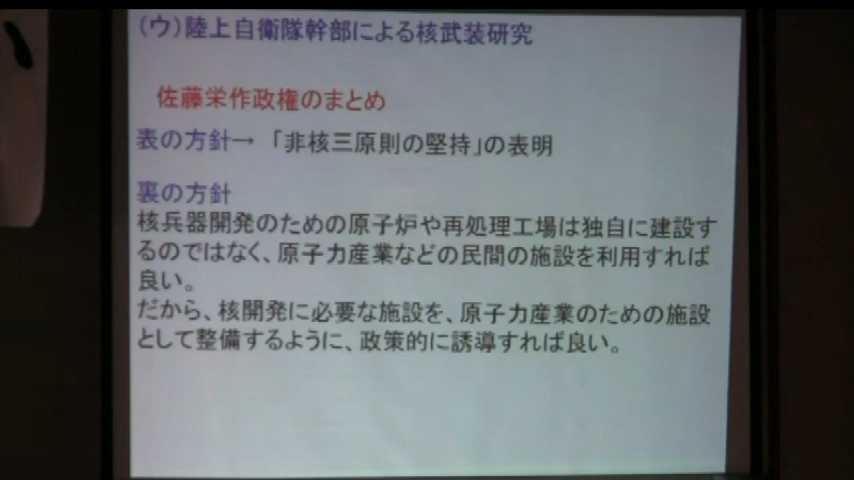 (ウ)陸上自衛隊幹部による核武装研究
佐藤栄作政権のまとめ
表の方針→「非核三原則の堅持」の表明
裏の方針
核兵器開発のための原子炉や再処理工場は独自に建設す
るのではなく、原子力産業などの民間の施設を利用すれば
良い。
だから、核開発に必要な施設を、原子力産業のための施設
として整備するように、政策的に誘導すれば良い。